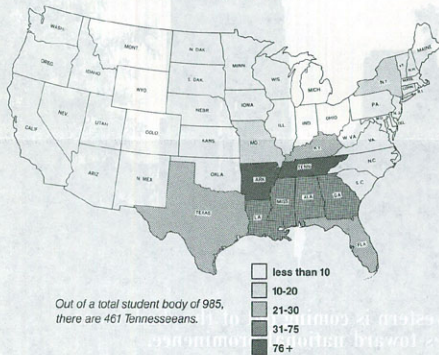 WASH.
MONT.
N. DAK.
MINN
MAINE
OREG
IDAHO
S. DAK.
WIS
MICH
N.Y.
WYO
NEBR
IOWA
PA.
NEV.
UTAH
COLO
ILL
IND
OHIO
W. VA
VA.
CALIF
KANS
MO
KY.
N.C.
ARIZ
N. MEX
OKLA
ARK
TENN
S.C.
TEXAS
LA
MISS
ALA
GA
FLA
Out of a total student body of 985,
there are 461 Tennesseeans.
less than 10
10-20
21-30
31-75
76+